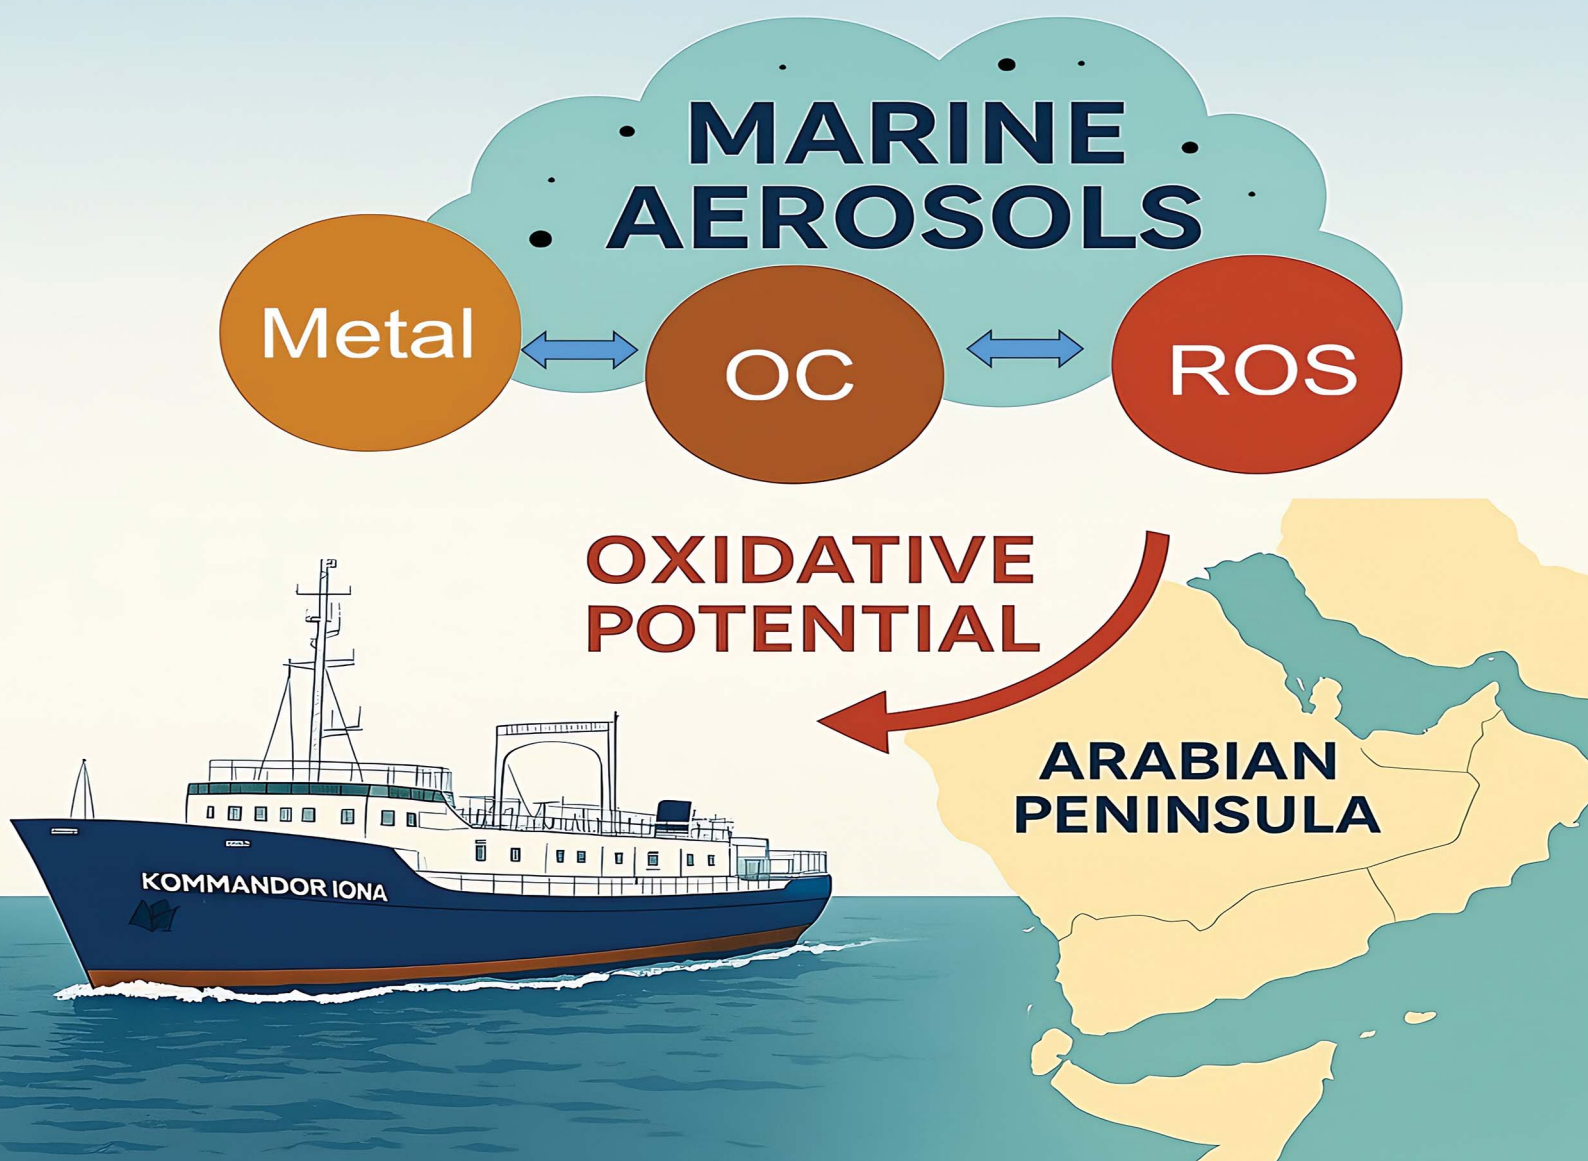 MARINE
AEROSOLS
Metal
OC
ROS
OXIDATIVE
POTENTIAL
ARABIAN
PENINSULA
KOMMANDOR IONA